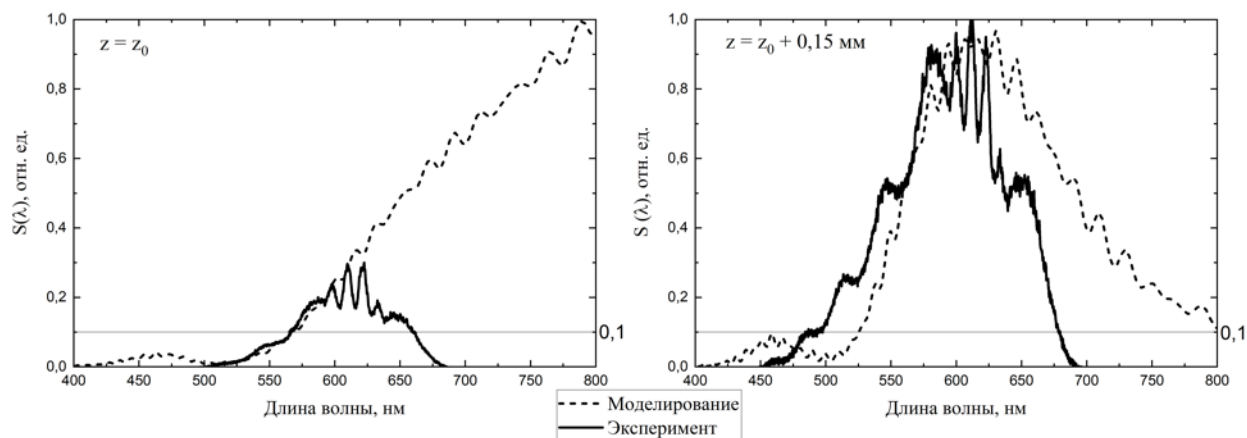 z = z0
S(λ), отн. ед.
1,0
0,8
0,6
0,4
0,2
0,0
0,1
400 450 500 550 600 650 700 750 800
Длина волны, нм
z = z0 + 0,15 мм
S (λ), отн. ед.
1,0
0,8
0,6
0,4
0,2
0,0
0,1
400 450 500 550 600 650 700 750 800
Длина волны, нм
Моделирование
Эксперимент